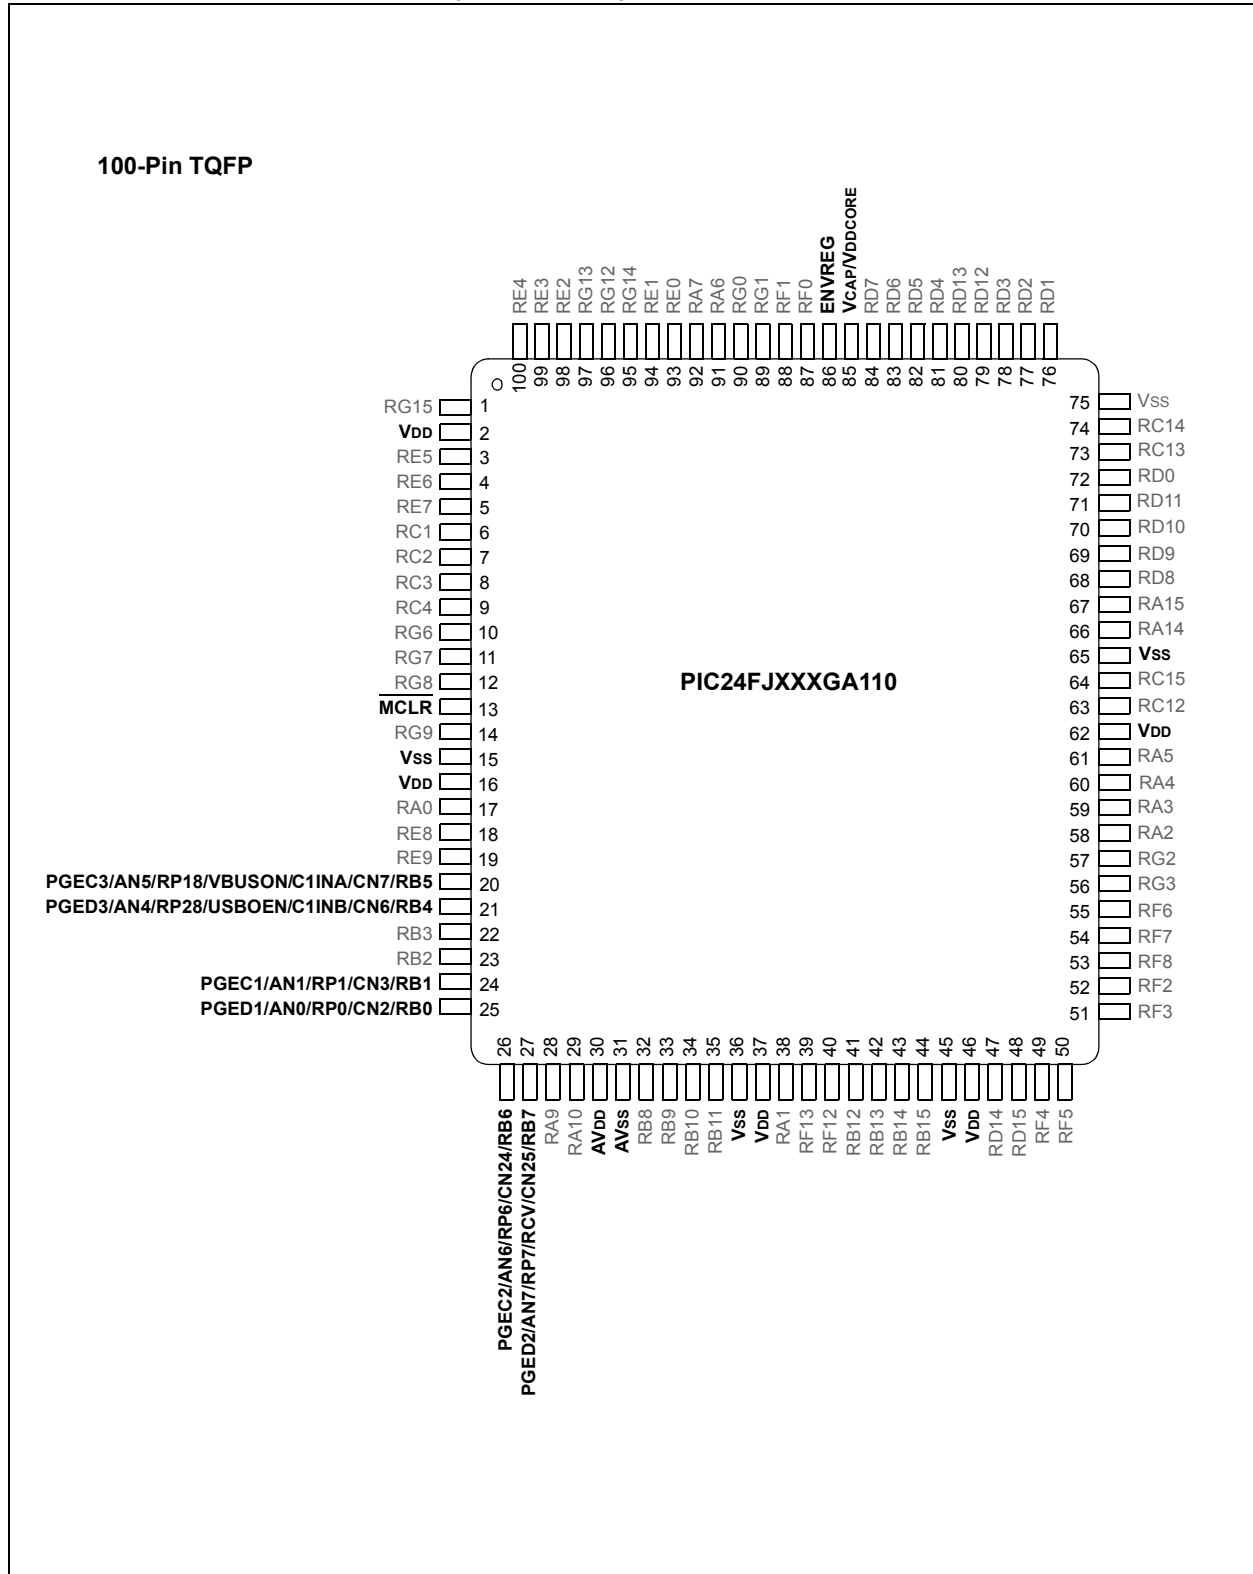 100-Pin TQFP
RE4
RE3
RE2
RG13
RG12
RG14
RE1
RE0
RA7
RA6
RG0
RG1
RF1
RF0
ENVREG
VCAP/VDDCORE
RD7
RD6
RD5
RD4
RD13
RD12
RD3
RD2
RD1
100
99
98
97
96
95
94
93
92
91
90
89
88
87
86
85
84
83
82
81
80
79
78
77
76
RG15 1
VDD 2
RE5 3
RE6 4
RE7 5
RC1 6
RC2 7
RC3 8
RC4 9
RG6 10
RG7 11
RG8 12
MCLR 13
RG9 14
VSS 15
VDD 16
RA0 17
RE8 18
RE9 19
PGEC3/AN5/RP18/VBUSON/C1INA/CN7/RB5 20
PGED3/AN4/RP28/USBOEN/C1INB/CN6/RB4 21
RB3 22
RB2 23
PGEC1/AN1/RP1/CN3/RB1 24
PGED1/AN0/RP0/CN2/RB0 25
PIC24FJXXXGA110
75 VSS
74 RC14
73 RC13
72 RD0
71 RD11
70 RD10
69 RD9
68 RD8
67 RA15
66 RA14
65 VSS
64 RC15
63 RC12
62 VDD
61 RA5
60 RA4
59 RA3
58 RA2
57 RG2
56 RG3
55 RF6
54 RF7
53 RF8
52 RF2
51 RF3
26
27
28
29
30
31
32
33
34
35
36
37
38
39
40
41
42
43
44
45
46
47
48
49
50
PGEC2/AN6/RP6/CN24/RB6
PGED2/AN7/RP7/RCV/CN25/RB7
RA9
RA10
AVDD
AVSS
RB8
RB9
RB10
RB11
VSS
VDD
RA1
RF13
RF12
RB12
RB13
RB14
RB15
VSS
VDD
RD14
RD15
RF4
RF5